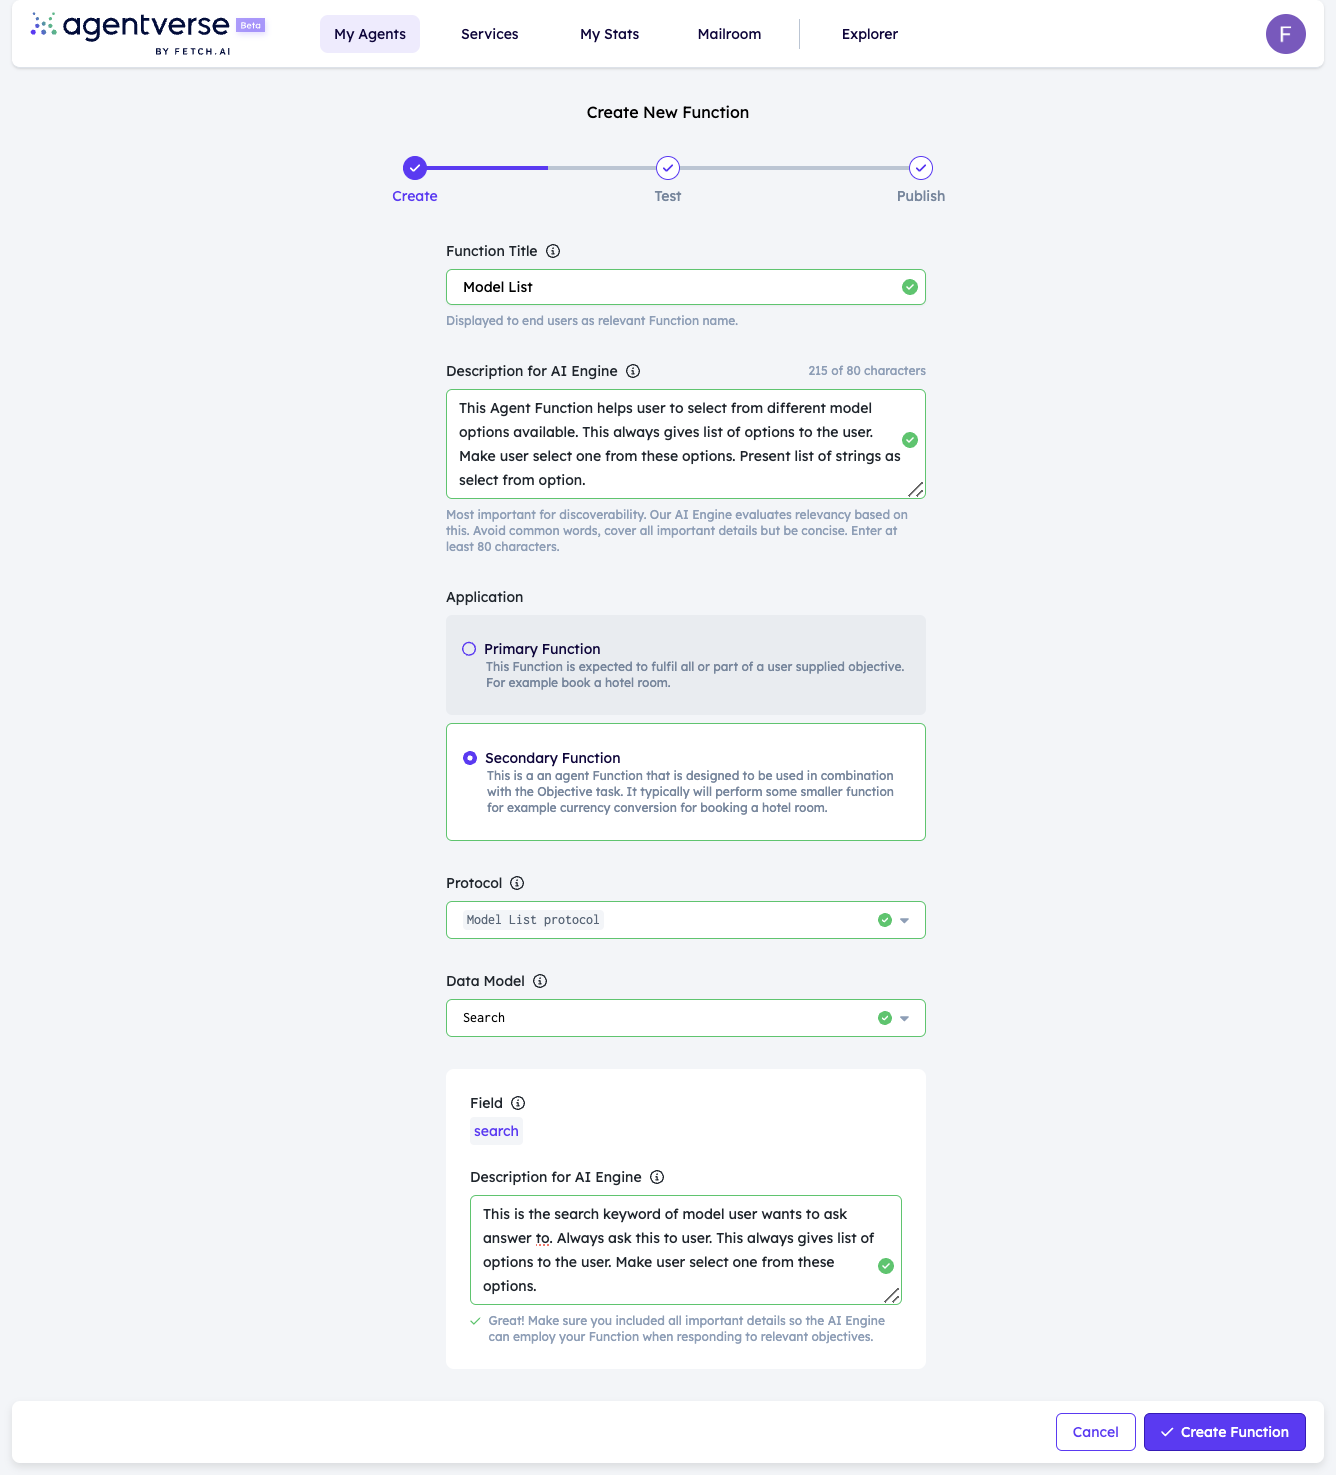 agentverse Beta
BY FETCH.AI
My Agents
Services
My Stats
Mailroom
Explorer
F
Create New Function
Create
Test
Publish
Function Title
Model List
Displayed to end users as relevant Function name.
Description for AI Engine
215 of 80 characters
This Agent Function helps user to select from different model
options available. This always gives list of options to the user.
Make user select one from these options. Present list of strings as
select from option.
Most important for discoverability. Our AI Engine evaluates relevancy based on
this. Avoid common words, cover all important details but be concise. Enter at
least 80 characters.
Application
Primary Function
This Function is expected to fulfil all or part of a user supplied objective.
For example book a hotel room.
Secondary Function
This is a an agent Function that is designed to be used in combination
with the Objective task. It typically will perform some smaller function
for example currency conversion for booking a hotel room.
Protocol
Model List protocol
Data Model
Search
Field
search
Description for AI Engine
This is the search keyword of model user wants to ask
answer to. Always ask this to user. This always gives list of
options to the user. Make user select one from these
options.
Great! Make sure you included all important details so the AI Engine
can employ your Function when responding to relevant objectives.
Cancel
Create Function